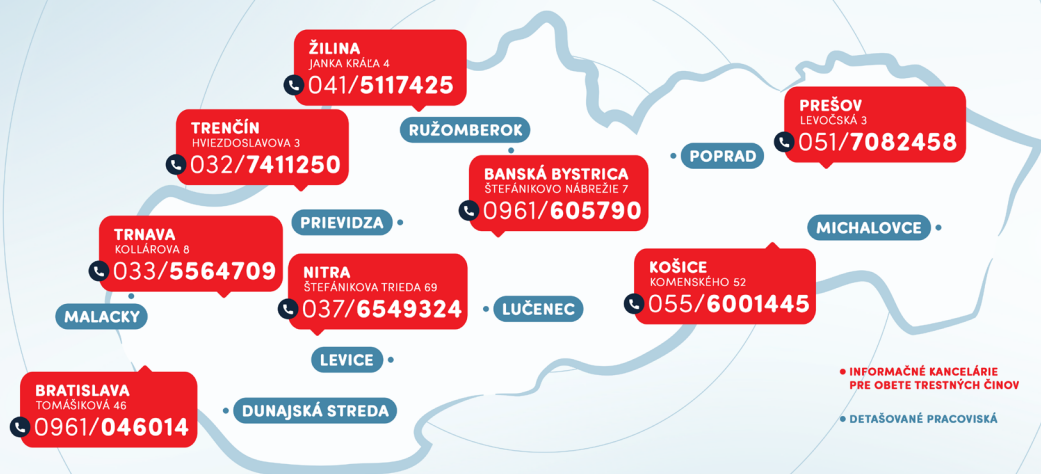 ŽILINA
JANKA KRÁĽA 4
041/5117425
TRENČÍN
HVIEZDOSLAVOVA 3
032/7411250
RUŽOMBEROK
PREŠOV
LEVOČSKÁ 3
051/7082458
POPRAD
BANSKÁ BYSTRICA
ŠTEFÁNIKOVO NÁBREŽIE 7
0961/605790
PRIEVIDZA
MICHALOVCE
TRNAVA
KOLLÁROVA 8
033/5564709
NITRA
ŠTEFÁNIKOVA TRIEDA 69
037/6549324
KOŠICE
KOMENSKÉHO 52
055/6001445
MALACKY
LUČENEC
LEVICE
BRATISLAVA
TOMÁŠIKOVÁ 46
0961/046014
DUNAJSKÁ STREDA
INFORMAČNÉ KANCELÁRIE
PRE OBETE TRESTNÝCH ČINOV
DETAŠOVANÉ PRACOVISKÁ